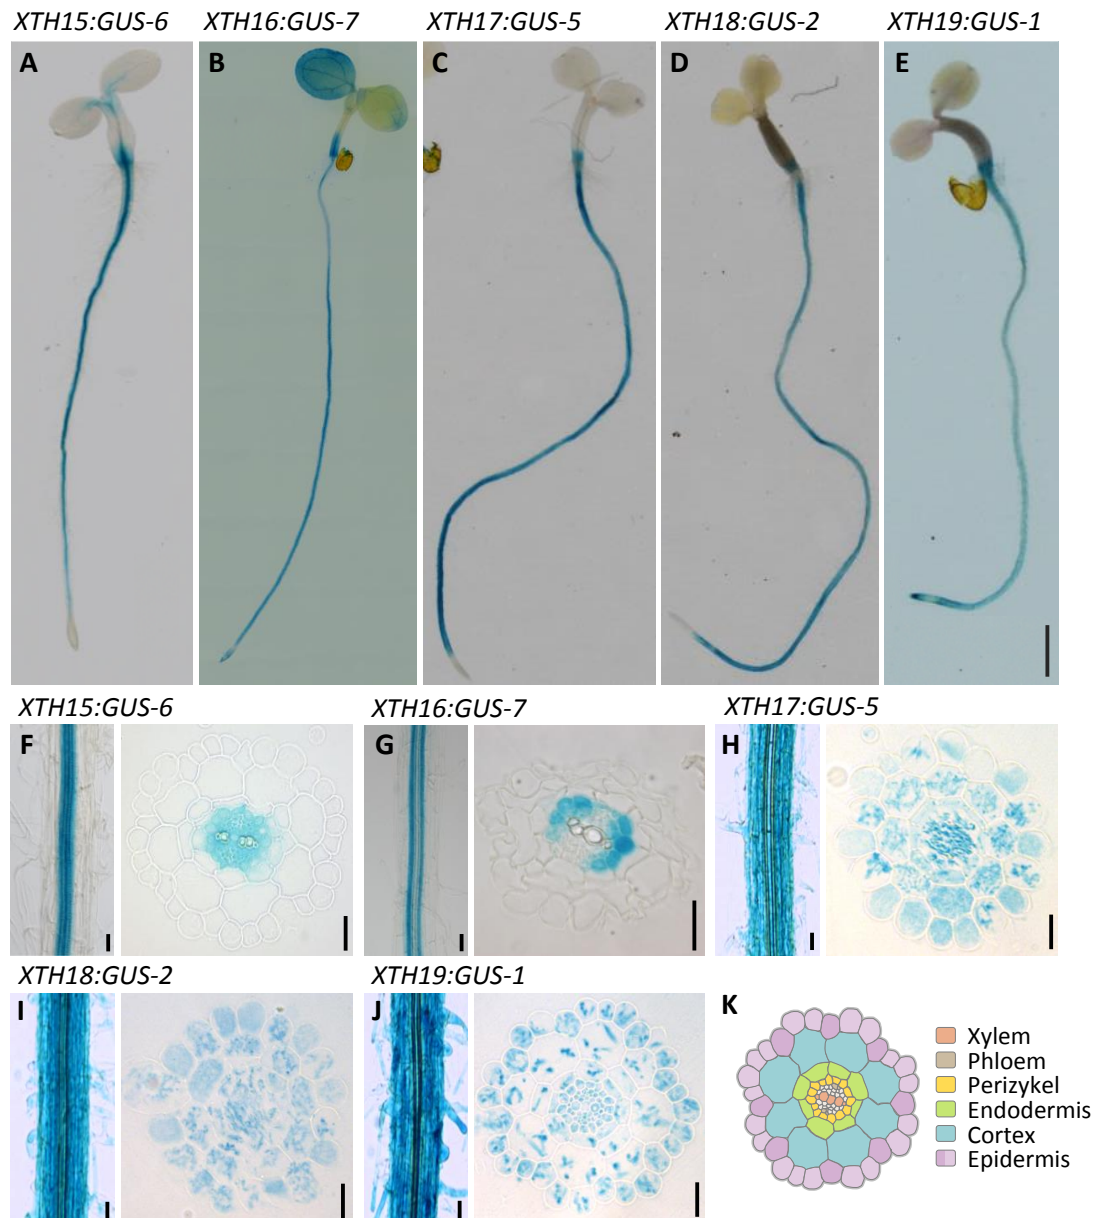 XTH15:GUS-6 XTH16:GUS-7 XTH17:GUS-5 XTH18:GUS-2 XTH19:GUS-1
A B C D E
XTH15:GUS-6 XTH16:GUS-7 XTH17:GUS-5
F G H
XTH18:GUS-2 XTH19:GUS-1
I J K
Xylem
Phloem
Perizykel
Endodermis
Cortex
Epidermis